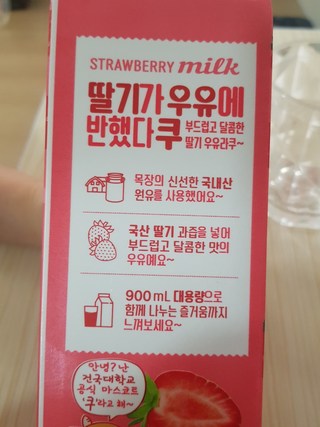 STRAWBERRY milk
딸기가우유에
반했다쿠
부드럽고 달콤한
딸기 우유라쿠~
목장의 신선한 국내산
원유를 사용했어요~
국산 딸기 과즙을 넣어
부드럽고 달콤한 맛의
우유예요~
900mL 대용량으로
함께 나누는 즐거움까지
느껴보세요~
안녕? 난
건국대학교
공식 마스코트
'쿠'라고 해~